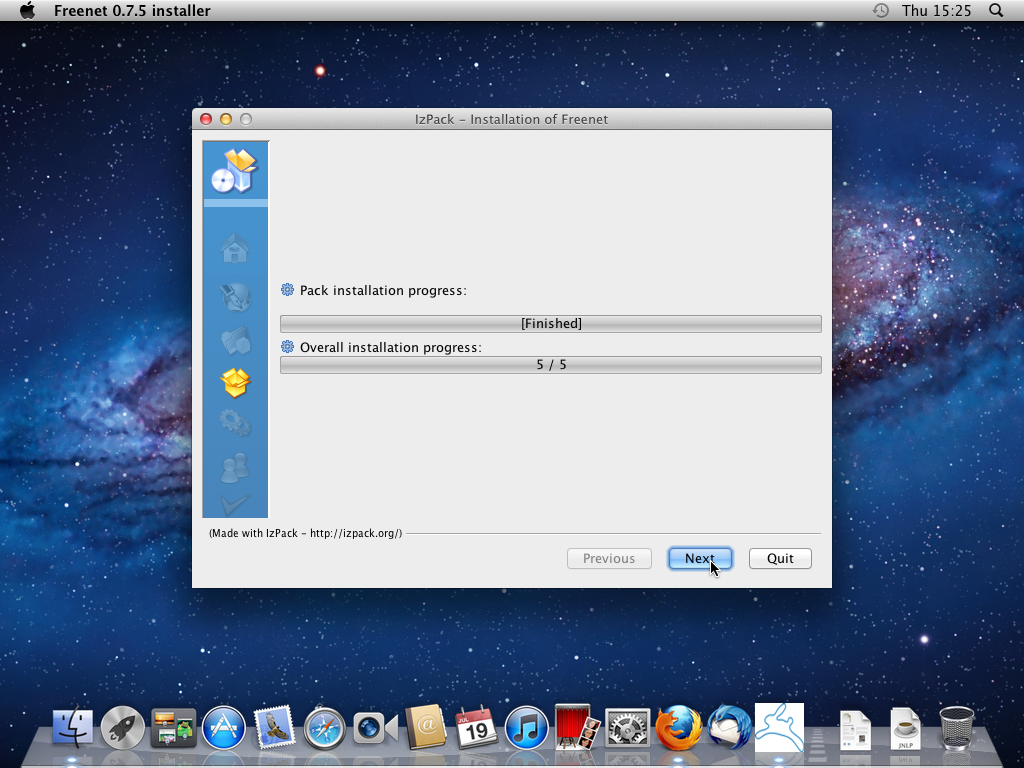 Freenet 0.7.5 installer
Thu 15:25
IzPack - Installation of Freenet
Pack installation progress:
[Finished]
Overall installation progress:
5 / 5
(Made with IzPack - http://izpack.org/)
Previous
Next
Quit
JUL
19
@
JNLP